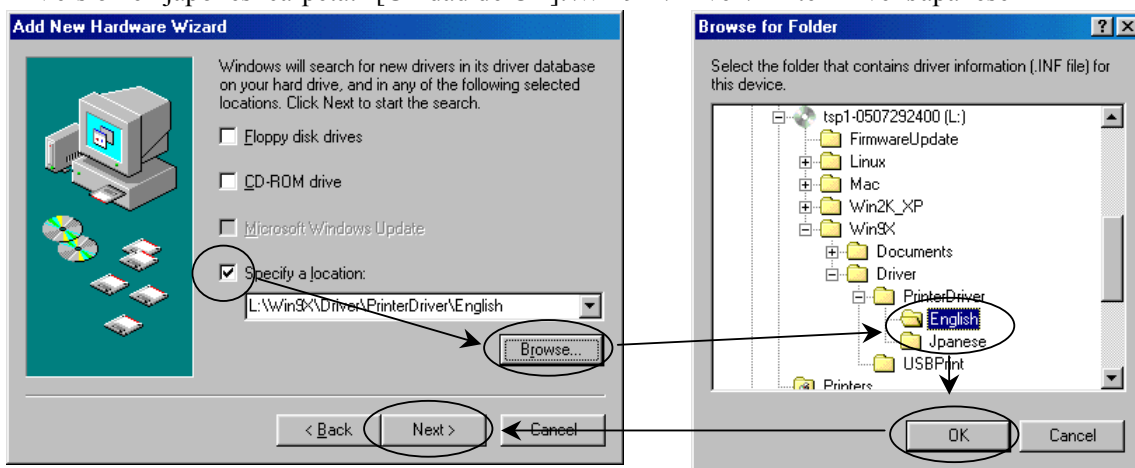 Add New Hardware Wizard
Windows will search for new drivers in its driver database
on your hard drive, and in any of the following selected
locations. Click Next to start the search.
Floppy disk drives
CD-ROM drive
Microsoft Windows Update
Specify a location:
L:\Win9X\Driver\PrinterDriver\English
Browse...
< Back
Next >
Cancel
Browse for Folder
Select the folder that contains driver information (.INF file) for
this device.
tsp1-0507292400 (L:)
FirmwareUpdate
Linux
Mac
Win2K_XP
Win9X
Documents
Driver
PrinterDriver
English
Jpanese
USBPrint
Printers
OK
Cancel